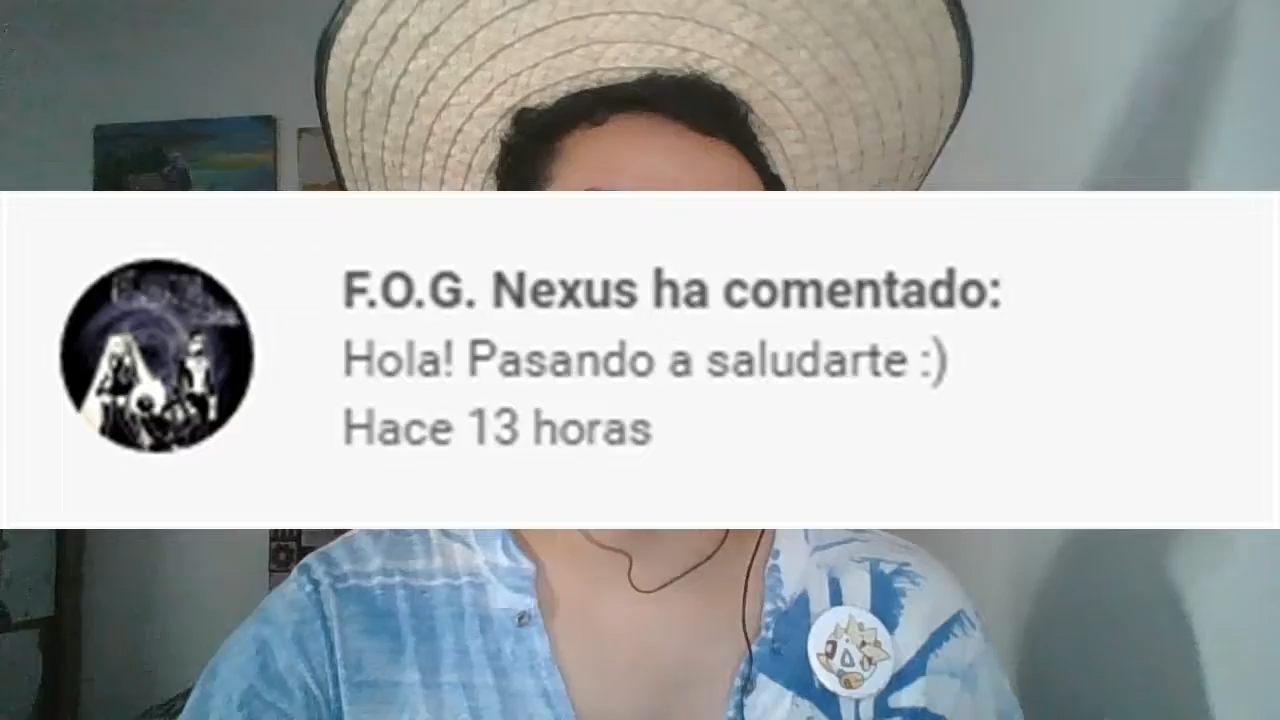 F.O.G. Nexus ha comentado:
Hola! Pasando a saludarte :)
Hace 13 horas